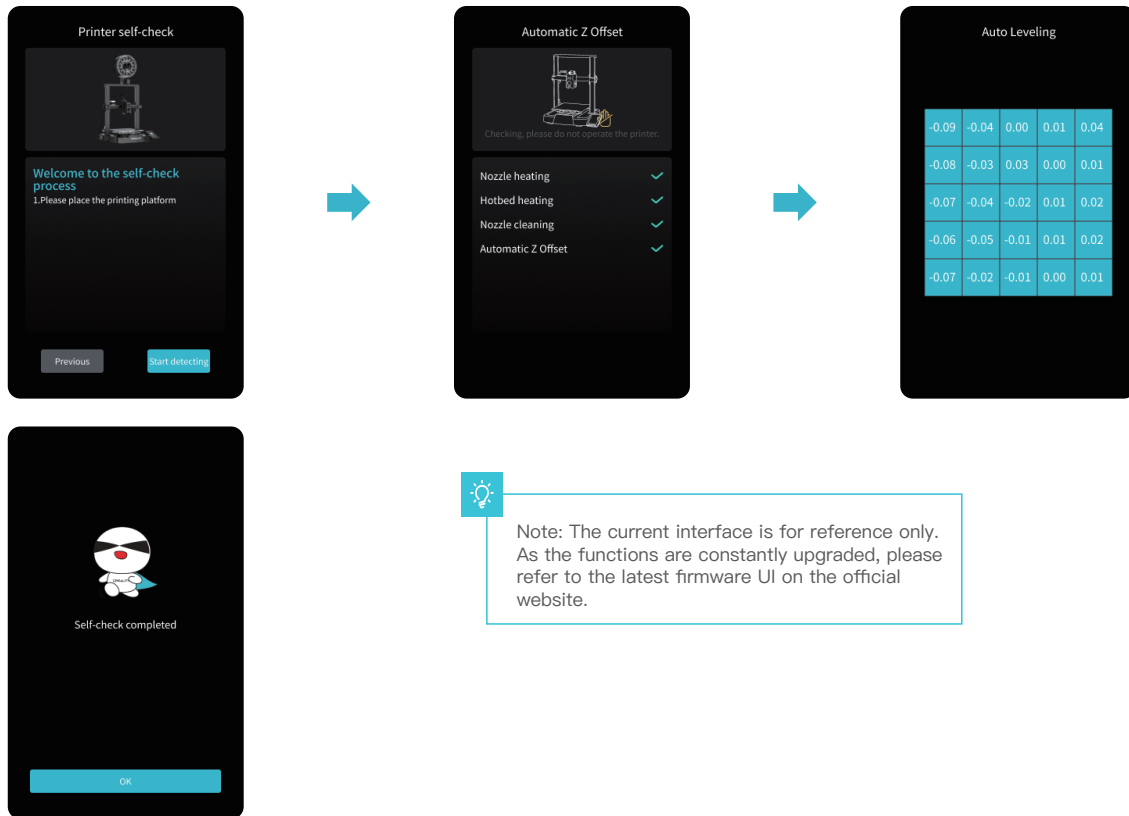 Printer self-check
Welcome to the self-check
process
1.Please place the printing platform
Previous
Start detecting
Automatic Z Offset
Checking, please do not operate the printer.
Nozzle heating
Hotbed heating
Nozzle cleaning
Automatic Z Offset
Auto Leveling
-0.09 -0.04 0.00 0.01 0.04
-0.08 -0.03 0.03 0.00 0.01
-0.07 -0.04 -0.02 0.01 0.02
-0.06 -0.05 -0.01 0.01 0.02
-0.07 -0.02 -0.01 0.00 0.01
Self-check completed
OK
Note: The current interface is for reference only.
As the functions are constantly upgraded, please
refer to the latest firmware UI on the official
website.